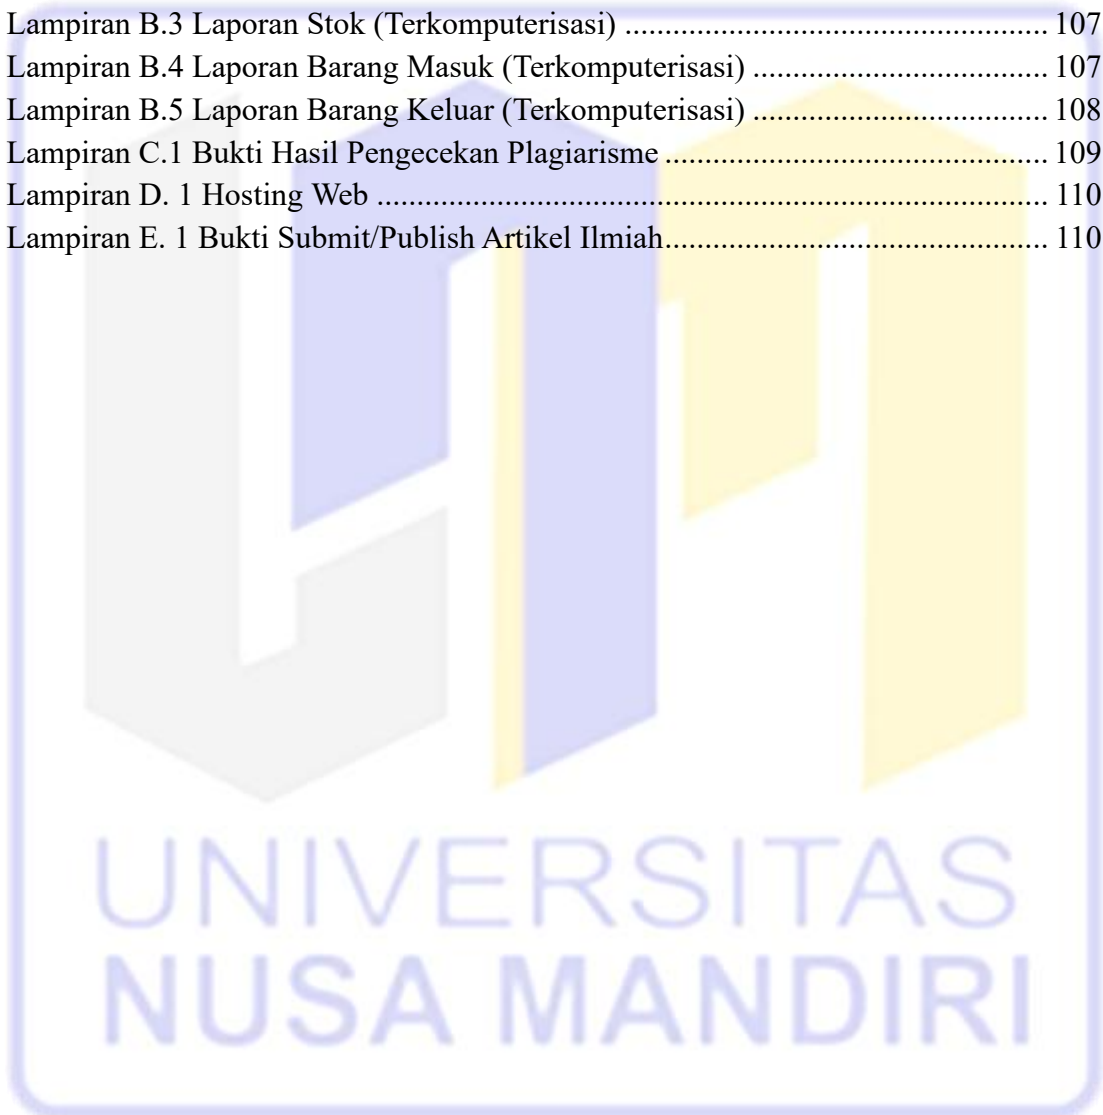 Lampiran B.3 Laporan Stok (Terkomputerisasi) .................................................... 107
Lampiran B.4 Laporan Barang Masuk (Terkomputerisasi) .................................... 107
Lampiran B.5 Laporan Barang Keluar (Terkomputerisasi) ..................................... 108
Lampiran C.1 Bukti Hasil Pengecekan Plagiarisme ............................................... 109
Lampiran D. 1 Hosting Web ................................................................................... 110
Lampiran E. 1 Bukti Submit/Publish Artikel Ilmiah............................................... 110
UNIVERSITAS
NUSA MANDIRI